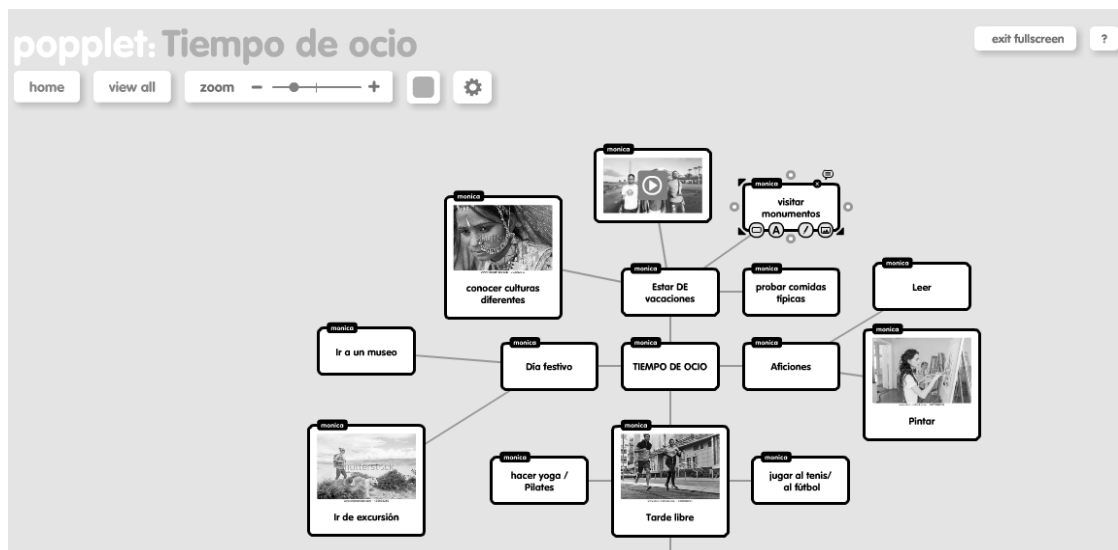 popplet: Tiempo de ocio
exit fullscreen
?
home
view all
zoom
monica
monica
visitar
monumentos
A
monica
conocer culturas
diferentes
monica
Estar DE
vacaciones
monica
probar comidas
típicas
monica
Leer
monica
Ir a un museo
monica
Día festivo
monica
TIEMPO DE OCIO
monica
Aficiones
monica
Pintar
monica
Ir de excursión
monica
hacer yoga /
Pilates
monica
Tarde libre
monica
jugar al tenis/
al fútbol